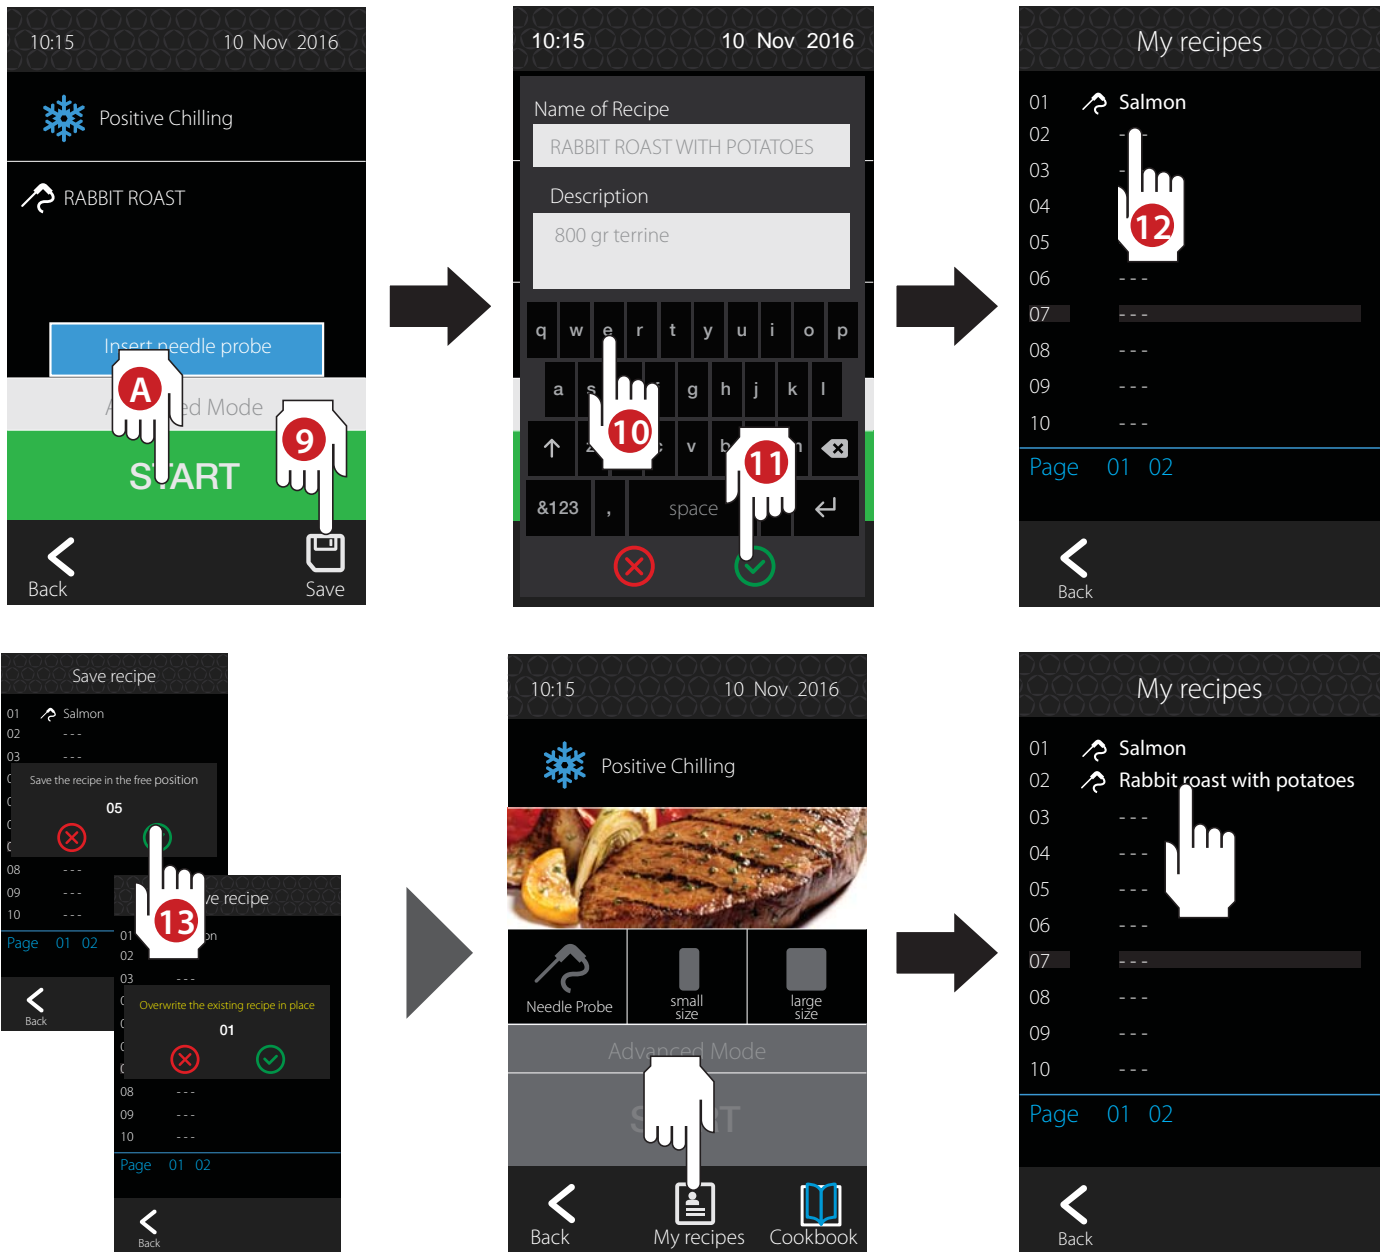 10:15 10 Nov 2016
Positive Chilling
RABBIT ROAST
Insert needle probe
A
Mode
9
START
Back Save
10:15 10 Nov 2016
Name of Recipe
RABBIT ROAST WITH POTATOES
Description
800 gr terrine
q w e r t y u i o p
a s g h j k l
10
z v b
11
&123 , space
My recipes
01 Salmon
02 - - -
03
04
12
05
06 - - -
07 - - -
08 - - -
09 - - -
10 - - -
Page 01 02
Back
Save recipe
01 Salmon
02 - - -
03 - - -
Save the recipe in the free position
05
08 - - -
09 - - -
10 - - -
Page 01 02
Back
13
recipe
01
02
03 - - -
Overwrite the existing recipe in place
01
08 - - -
09 - - -
10 - - -
Page 01 02
Back
10:15 10 Nov 2016
Positive Chilling
Needle Probe
small
size
large
size
Advanced Mode
Back My recipes Cookbook
My recipes
01 Salmon
02 Rabbit roast with potatoes
03 - - -
04 - - -
05 - - -
06 - - -
07 - - -
08 - - -
09 - - -
10 - - -
Page 01 02
Back